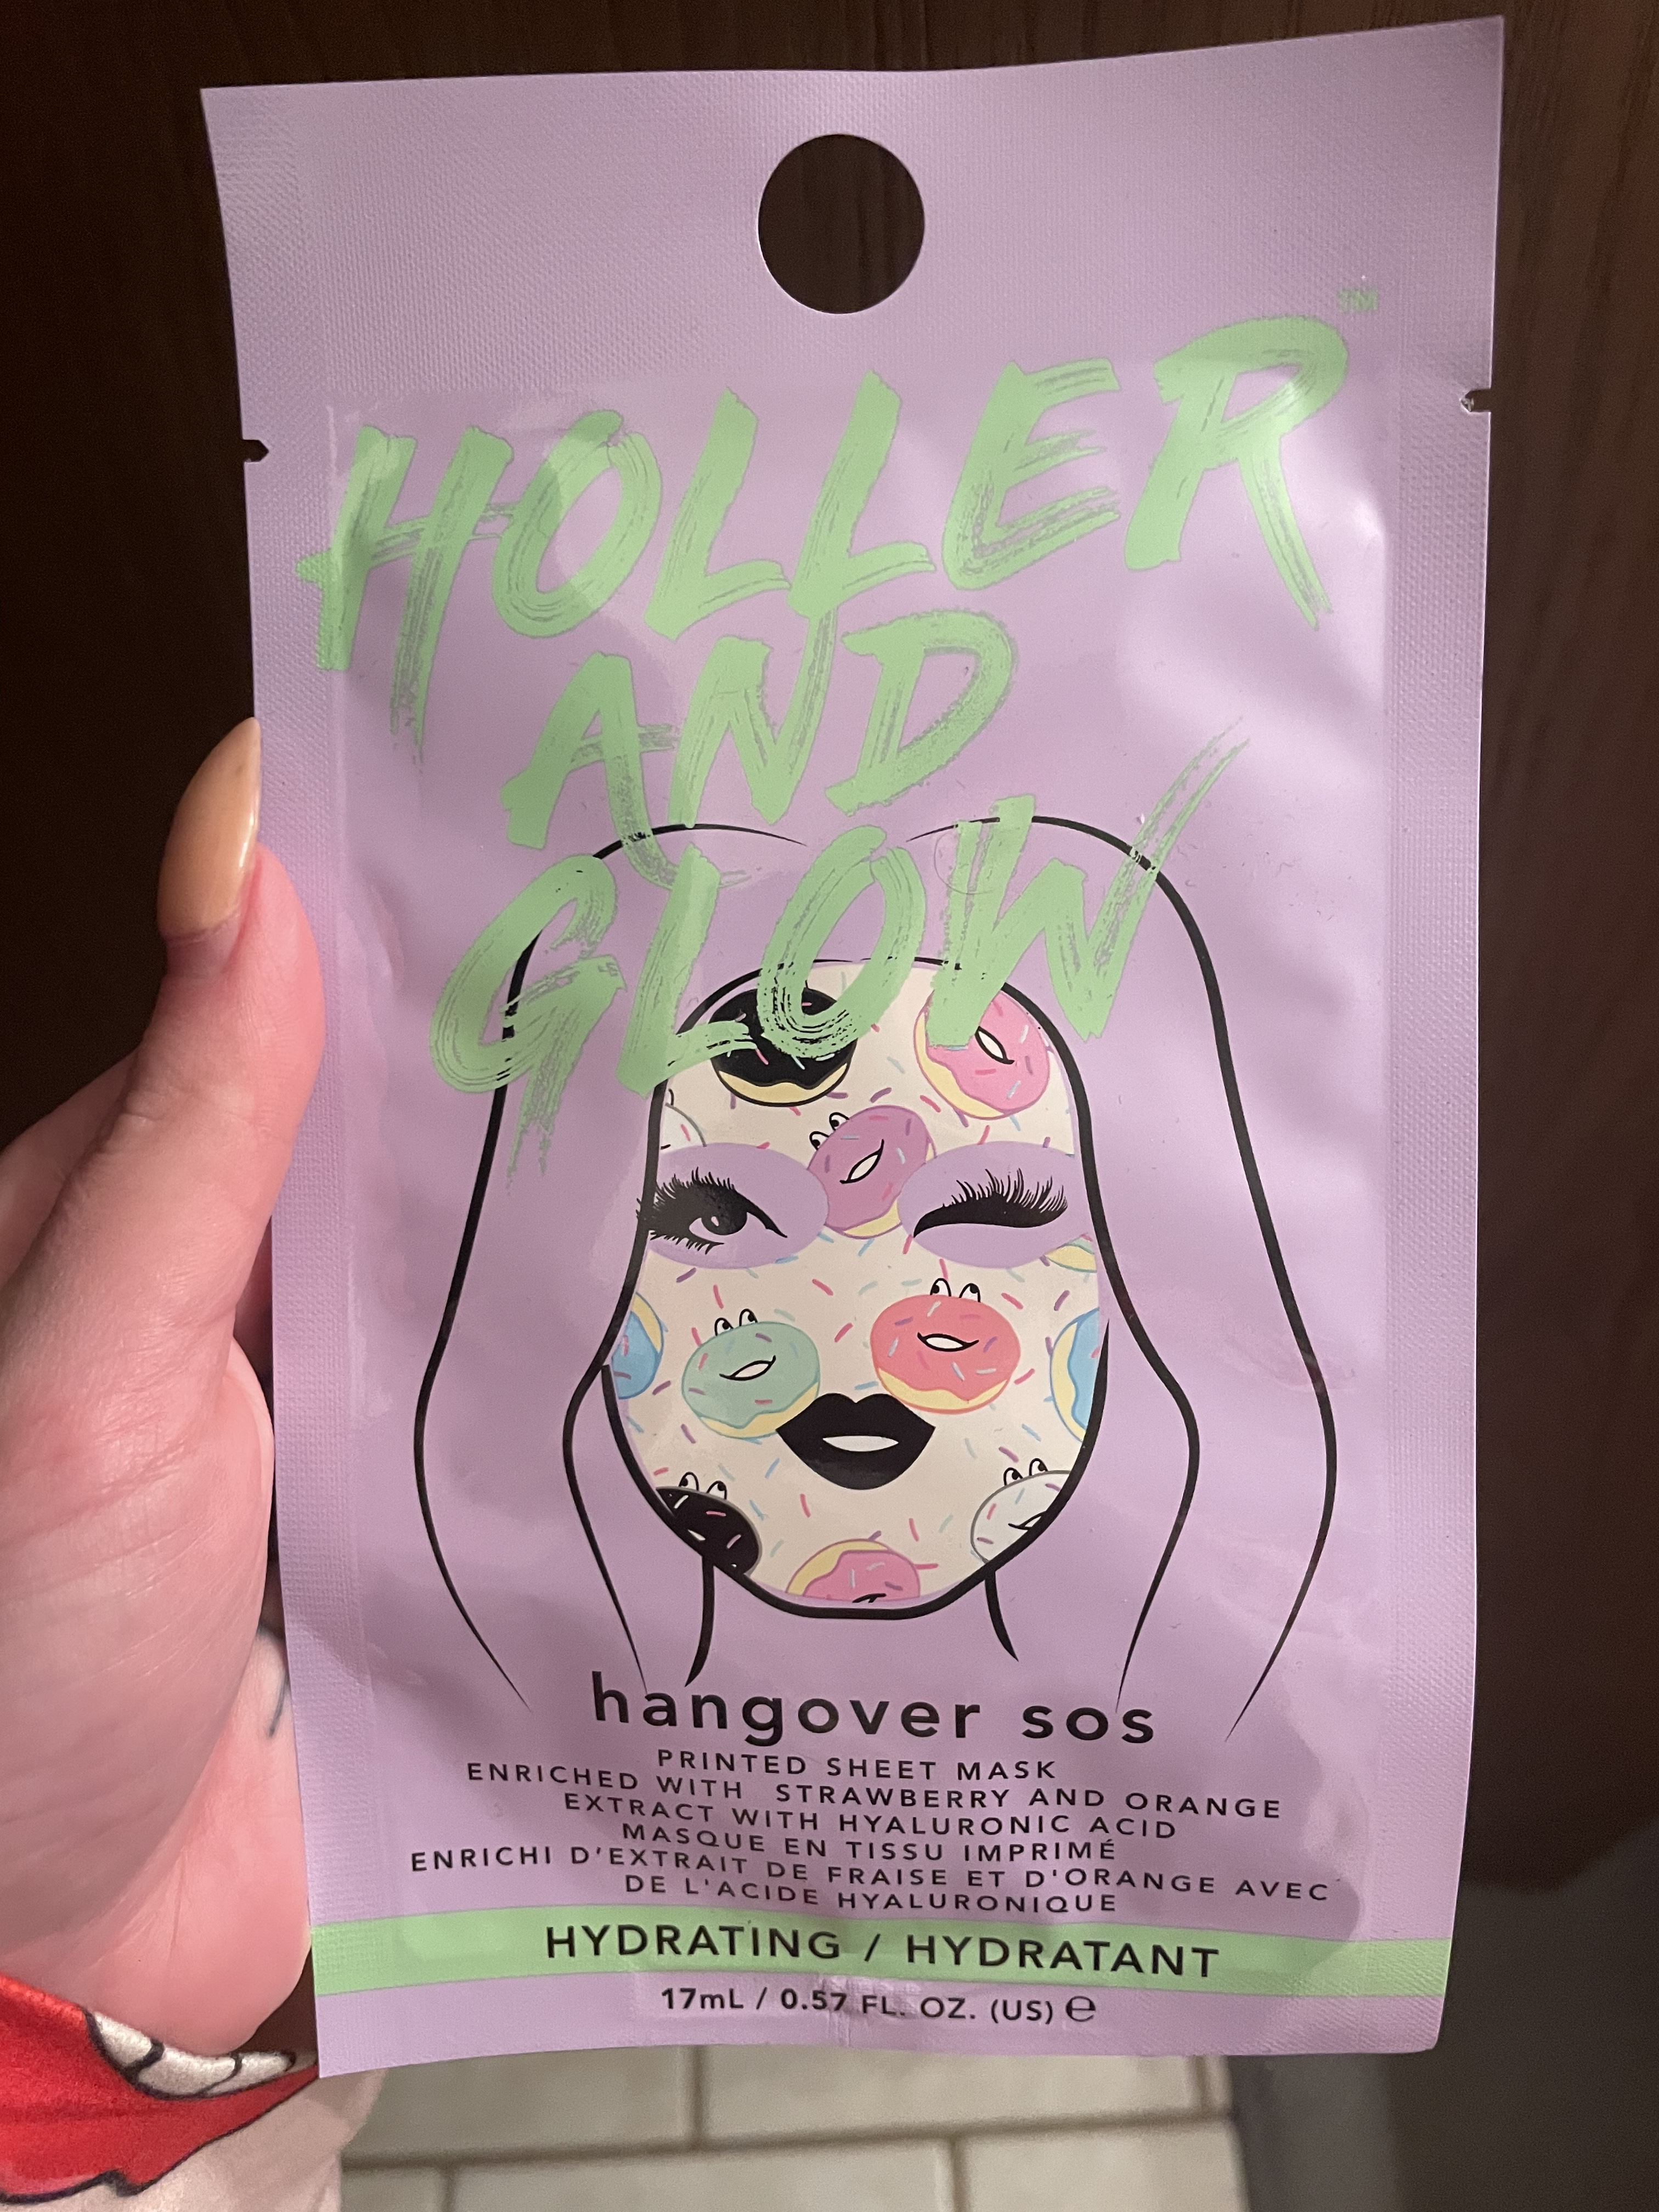 HOLLER™
AND
GLOW
hangover sos
PRINTED SHEET MASK
ENRICHED WITH STRAWBERRY AND ORANGE
EXTRACT WITH HYALURONIC ACID
MASQUE EN TISSU IMPRIMÉ
ENRICHI D'EXTRAIT DE FRAISE ET D'ORANGE AVEC
DE L'ACIDE HYALURONIQUE
HYDRATING / HYDRATANT
17mL / 0.57 FL. OZ. (US) ℮